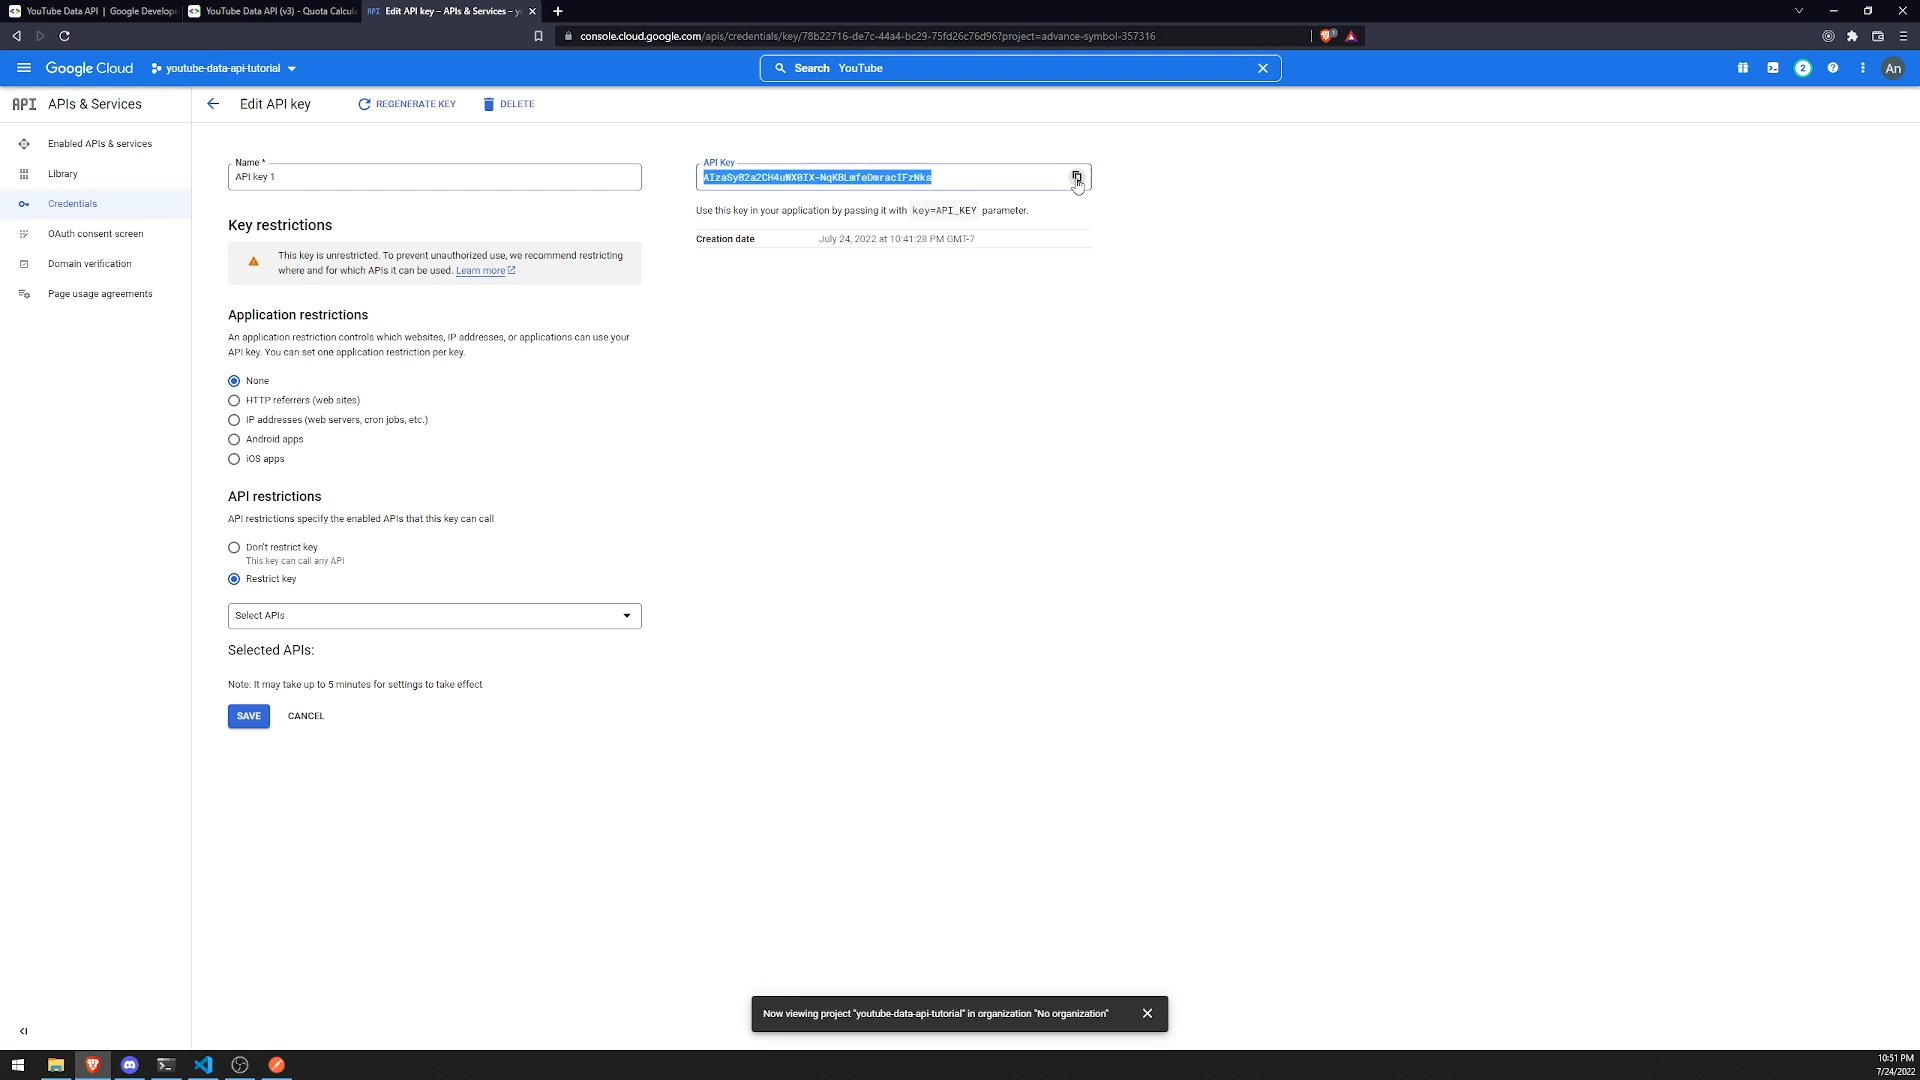 YouTube Data API | Google Develope
YouTube Data API (v3) - Quota Calcul
API Edit API key – APIs & Services – y
console.cloud.google.com/apis/credentials/key/78b22716-de7c-44a4-bc29-75fd26c76d96?project=advance-symbol-357316
Google Cloud
youtube-data-api-tutorial
Search YouTube
2
An
API APIs & Services
Edit API key
REGENERATE KEY
DELETE
Enabled APIs & services
Library
Credentials
OAuth consent screen
Domain verification
Page usage agreements
Name *
API key 1
Key restrictions
This key is unrestricted. To prevent unauthorized use, we recommend restricting
where and for which APIs it can be used. Learn more
Application restrictions
An application restriction controls which websites, IP addresses, or applications can use your
API key. You can set one application restriction per key.
None
HTTP referrers (web sites)
IP addresses (web servers, cron jobs, etc.)
Android apps
iOS apps
API restrictions
API restrictions specify the enabled APIs that this key can call
Don't restrict key
This key can call any API
Restrict key
Select APIs
Selected APIs:
Note: It may take up to 5 minutes for settings to take effect
SAVE
CANCEL
API Key
AIzaSyB2a2CH4uWX0IX-NqKBLmfeDmracIFzNks
Use this key in your application by passing it with key=API_KEY parameter.
Creation date
July 24, 2022 at 10:41:28 PM GMT-7
Now viewing project "youtube-data-api-tutorial" in organization "No organization"
10:51 PM
7/24/2022